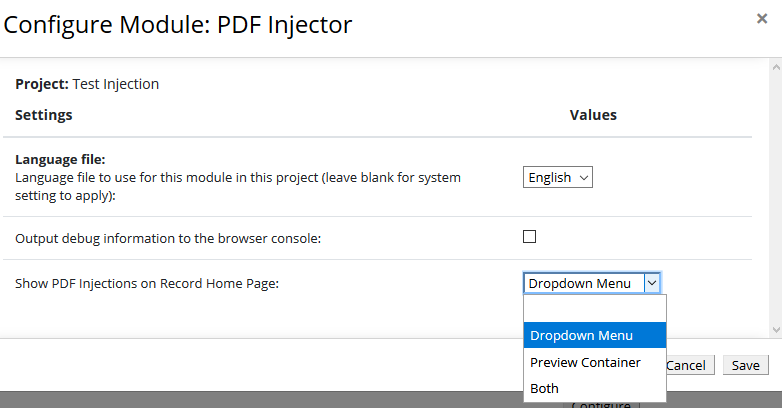 Configure Module: PDF Injector
×
Project: Test Injection
Settings Values
Language file:
Language file to use for this module in this project (leave blank for system
setting to apply):
English
Output debug information to the browser console:
Show PDF Injections on Record Home Page:
Dropdown Menu
Dropdown Menu
Preview Container
Both
Cancel Save
Configure